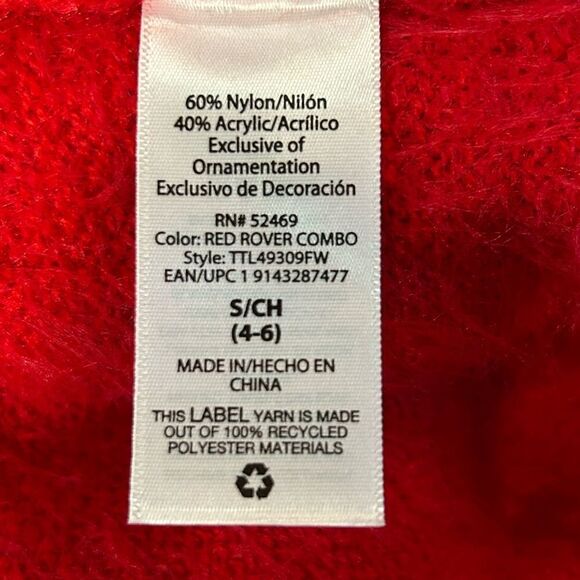 60% Nylon/Nilón
40% Acrylic/Acrílico
Exclusive of
Ornamentation
Exclusivo de Decoración
RN# 52469
Color: RED ROVER COMBO
Style: TTL49309FW
EAN/UPC 1 9143287477
S/CH
(4-6)
MADE IN/HECHO EN
CHINA
THIS LABEL YARN IS MADE
OUT OF 100% RECYCLED
POLYESTER MATERIALS